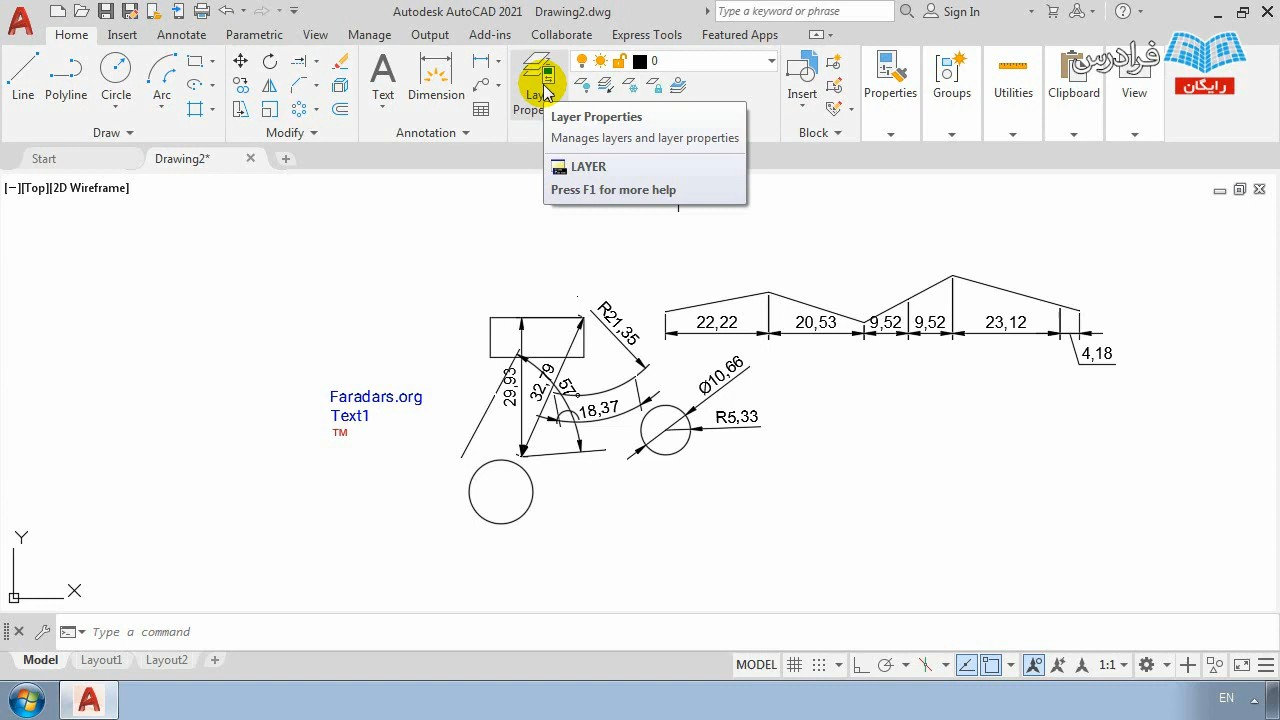 Autodesk AutoCAD 2021 Drawing2.dwg
Type a keyword or phrase
Sign In
Home Insert Annotate Parametric View Manage Output Add-ins Collaborate Express Tools Featured Apps
فرادرس
رایگان
0
Line Polyline Circle Arc
Text Dimension
Insert Properties Groups Utilities Clipboard View
Draw Modify Annotation Block
Layer Properties
Manages layers and layer properties
LAYER
Press F1 for more help
Start Drawing2*
[−][Top][2D Wireframe]
R21,35
22,22 20,53 9,52 9,52 23,12
4,18
29,93
32,79
57°
18,37
Ø10,66
R5,33
Faradars.org
Text1
TM
Y
X
Type a command
Model Layout1 Layout2
MODEL
1:1
EN